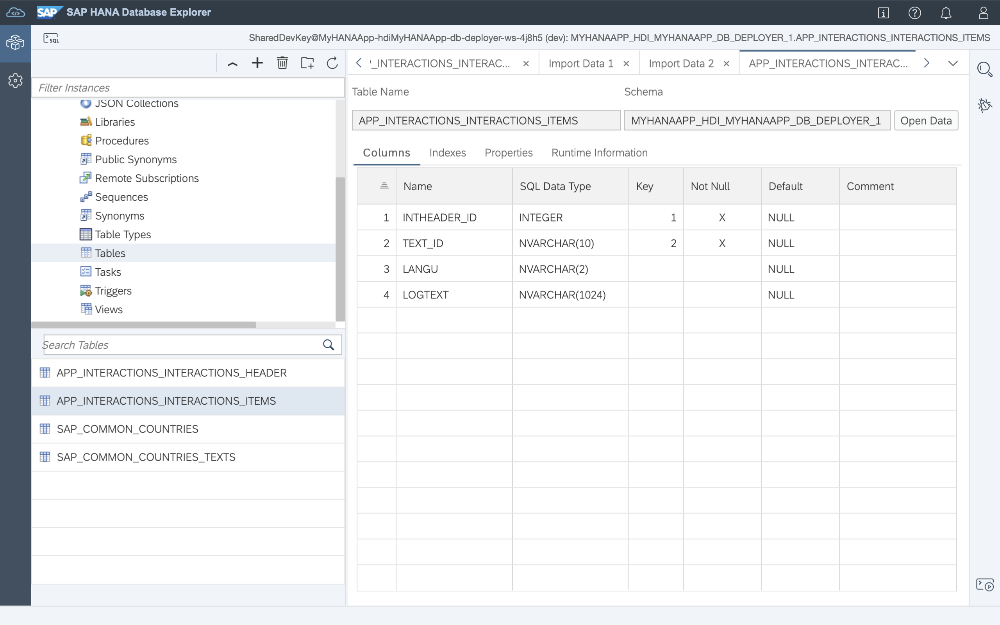 SAP SAP HANA Database Explorer
SQL
SharedDevKey@MyHANAApp-hdiMyHANAApp-db-deployer-ws-4j8h5 (dev): MYHANAAPP_HDI_MYHANAAPP_DB_DEPLOYER_1.APP_INTERACTIONS_INTERACTIONS_ITEMS
Filter Instances
JSON Collections
Libraries
Procedures
Public Synonyms
Remote Subscriptions
Sequences
Synonyms
Table Types
Tables
Tasks
Triggers
Views
Search Tables
APP_INTERACTIONS_INTERACTIONS_HEADER
APP_INTERACTIONS_INTERACTIONS_ITEMS
SAP_COMMON_COUNTRIES
SAP_COMMON_COUNTRIES_TEXTS
_INTERACTIONS_INTERAC... Import Data 1 Import Data 2 APP_INTERACTIONS_INTERAC...
Table Name Schema
APP_INTERACTIONS_INTERACTIONS_ITEMS MYHANAAPP_HDI_MYHANAAPP_DB_DEPLOYER_1 Open Data
Columns Indexes Properties Runtime Information
Name SQL Data Type Key Not Null Default Comment
1 INTHEADER_ID INTEGER 1 X NULL
2 TEXT_ID NVARCHAR(10) 2 X NULL
3 LANGU NVARCHAR(2) NULL
4 LOGTEXT NVARCHAR(1024) NULL